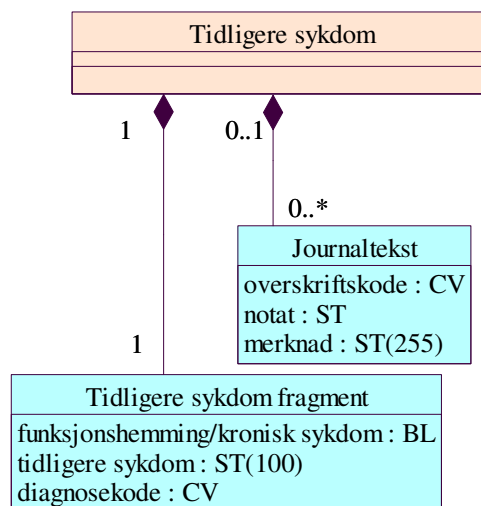 Tidligere sykdom
1
0..1
0..*
Journaltekst
overskriftskode : CV
notat : ST
merknad : ST(255)
1
Tidligere sykdom fragment
funksjonshemming/kronisk sykdom : BL
tidligere sykdom : ST(100)
diagnosekode : CV